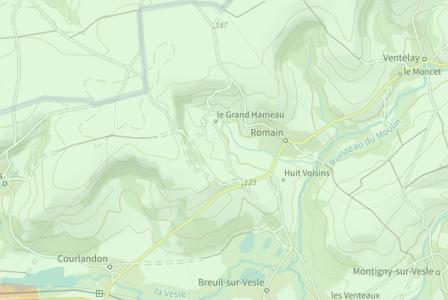 187
Ventelay
le Moncet
le Grand Hameau
Romain
Ruisseau du Moulin
Huit Voisins
123
Courlandon
Montigny-sur-Vesle
Breuil-sur-Vesle
la Vesle
les Venteaux